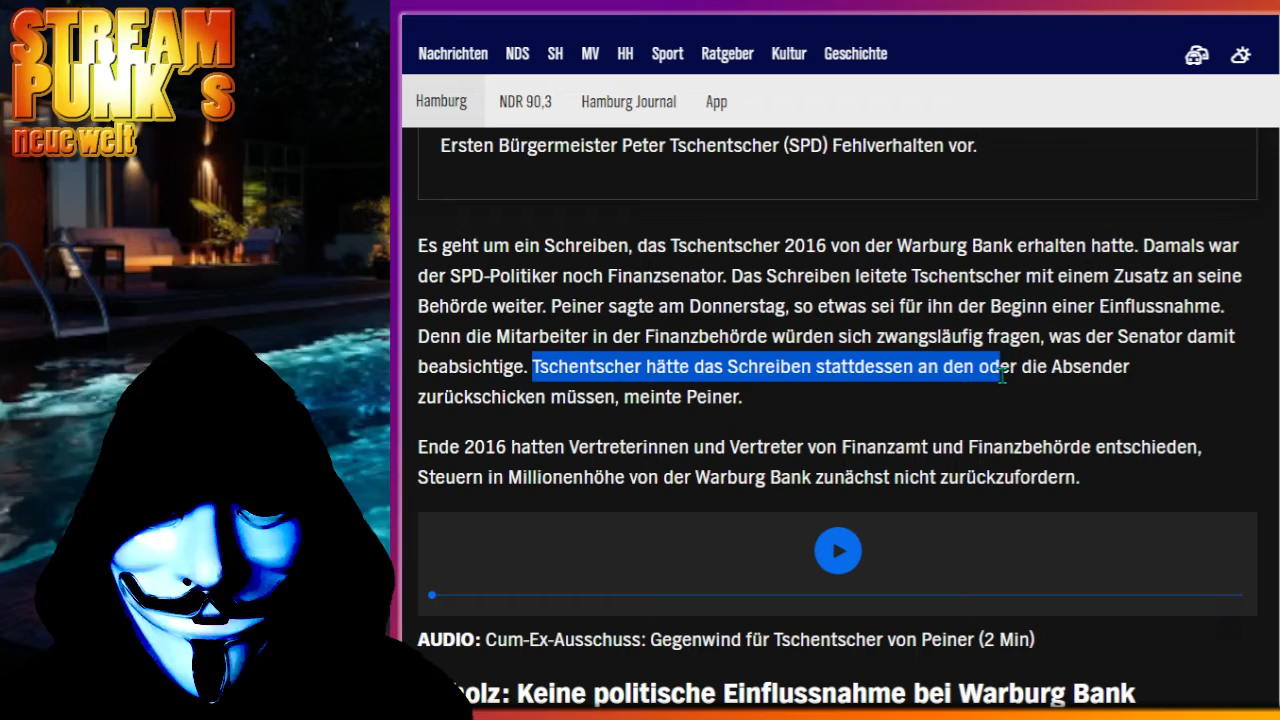 STREAM
PUNK´s
neue welt
Nachrichten NDS SH MV HH Sport Ratgeber Kultur Geschichte
Hamburg NDR 90,3 Hamburg Journal App
Ersten Bürgermeister Peter Tschentscher (SPD) Fehlverhalten vor.
Es geht um ein Schreiben, das Tschentscher 2016 von der Warburg Bank erhalten hatte. Damals war
der SPD-Politiker noch Finanzsenator. Das Schreiben leitete Tschentscher mit einem Zusatz an seine
Behörde weiter. Peiner sagte am Donnerstag, so etwas sei für ihn der Beginn einer Einflussnahme.
Denn die Mitarbeiter in der Finanzbehörde würden sich zwangsläufig fragen, was der Senator damit
beabsichtige. Tschentscher hätte das Schreiben stattdessen an den oder die Absender
zurückschicken müssen, meinte Peiner.
Ende 2016 hatten Vertreterinnen und Vertreter von Finanzamt und Finanzbehörde entschieden,
Steuern in Millionenhöhe von der Warburg Bank zunächst nicht zurückzufordern.
AUDIO: Cum-Ex-Ausschuss: Gegenwind für Tschentscher von Peiner (2 Min)
olz: Keine politische Einflussnahme bei Warburg Bank